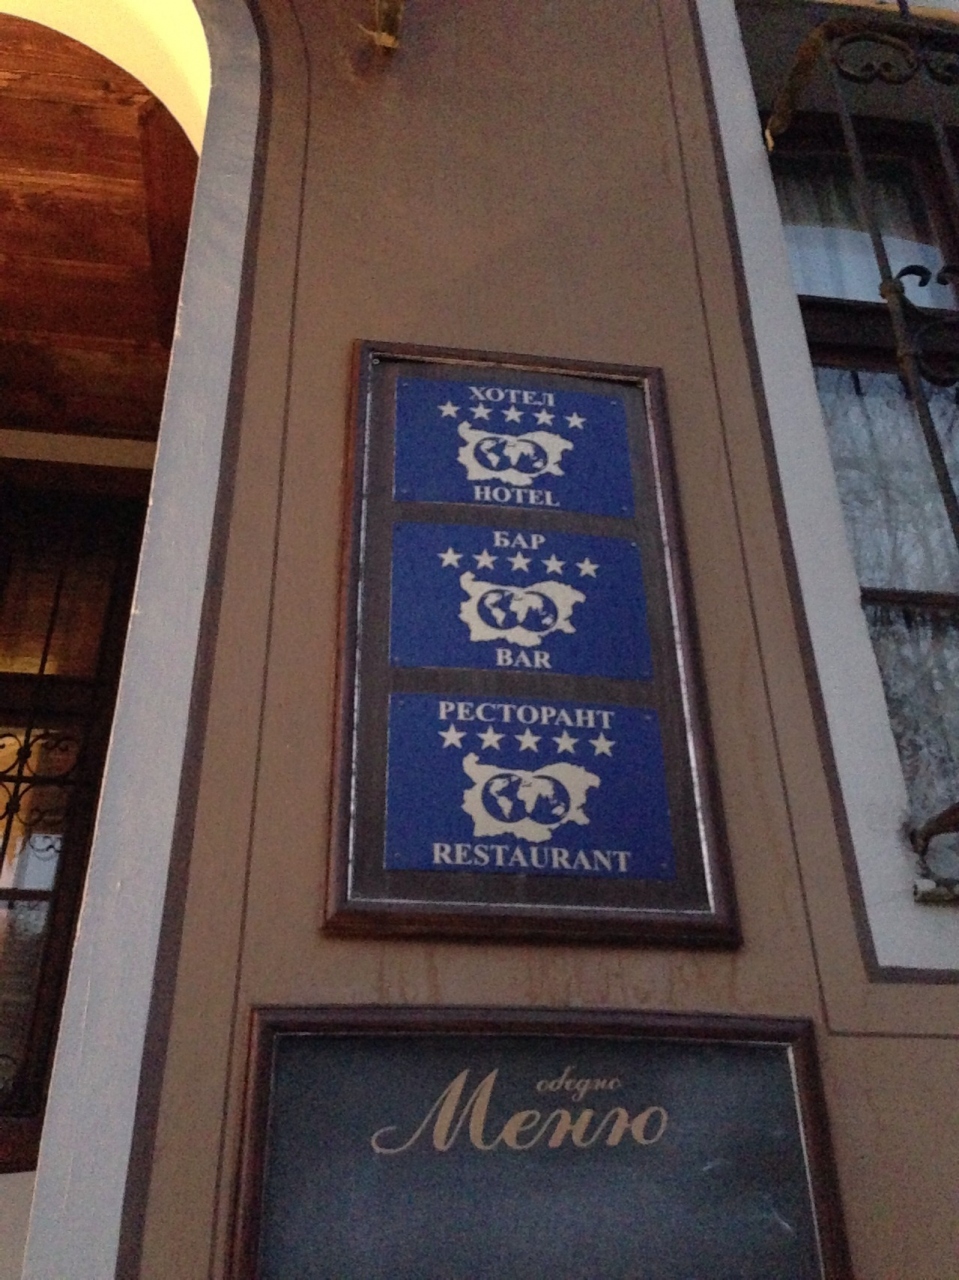 ХОТЕЛ
HOTEL
БАР
BAR
РЕСТОРАНТ
RESTAURANT
обедно
Меню